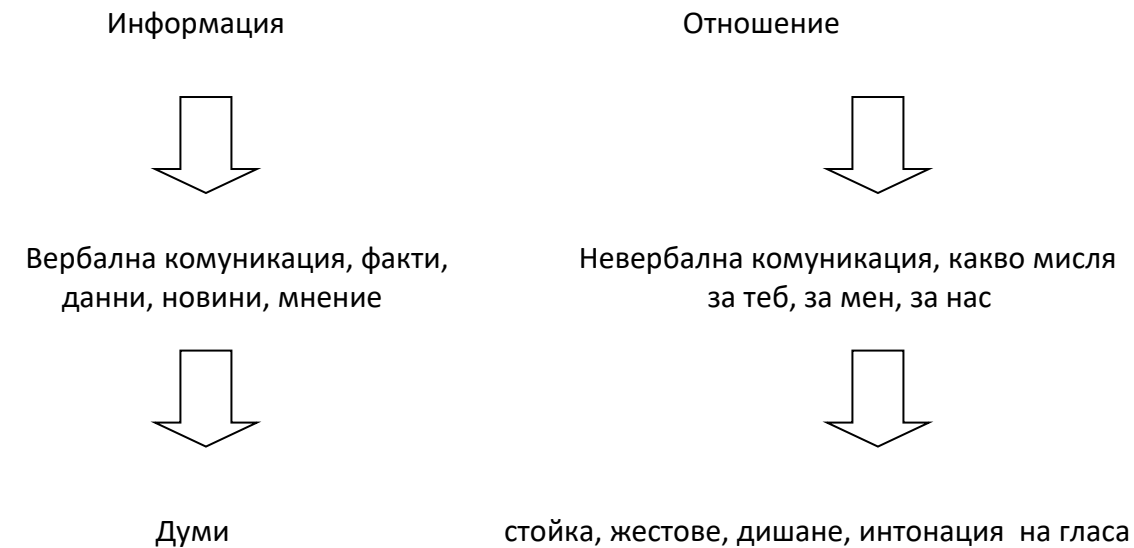 Информация
Отношение
Вербална комуникация, факти,
данни, новини, мнение
Невербална комуникация, какво мисля
за теб, за мен, за нас
Думи
стойка, жестове, дишане, интонация на гласа